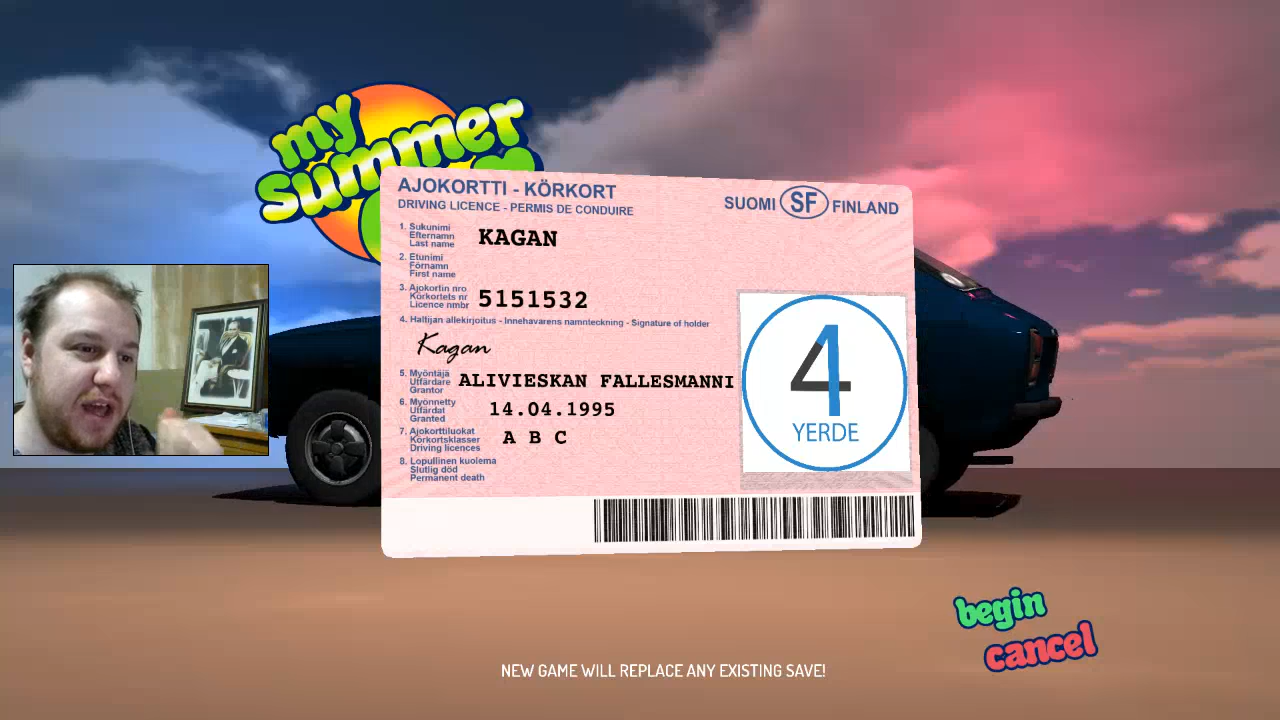 my
summer
AJOKORTTI - KÖRKORT
DRIVING LICENCE - PERMIS DE CONDUIRE
SUOMI SF FINLAND
1. Sukunimi
Efternamn
Last name
KAGAN
2. Etunimi
Förnamn
First name
3. Ajokortin nro
Körkortets nr
Licence nmbr
5151532
4. Haltijan allekirjoitus - Innehavarens namnteckning - Signature of holder
Kagan
5. Myöntäjä
Utfärdare
Grantor
ALIVIESKAN FALLESMANNI
6. Myönnetty
Utfärdat
Granted
14.04.1995
7. Ajokorttiluokat
Körkortsklasser
Driving licences
A B C
8. Lopullinen kuolema
Slutlig död
Permanent death
4
YERDE
begin
cancel
NEW GAME WILL REPLACE ANY EXISTING SAVE!